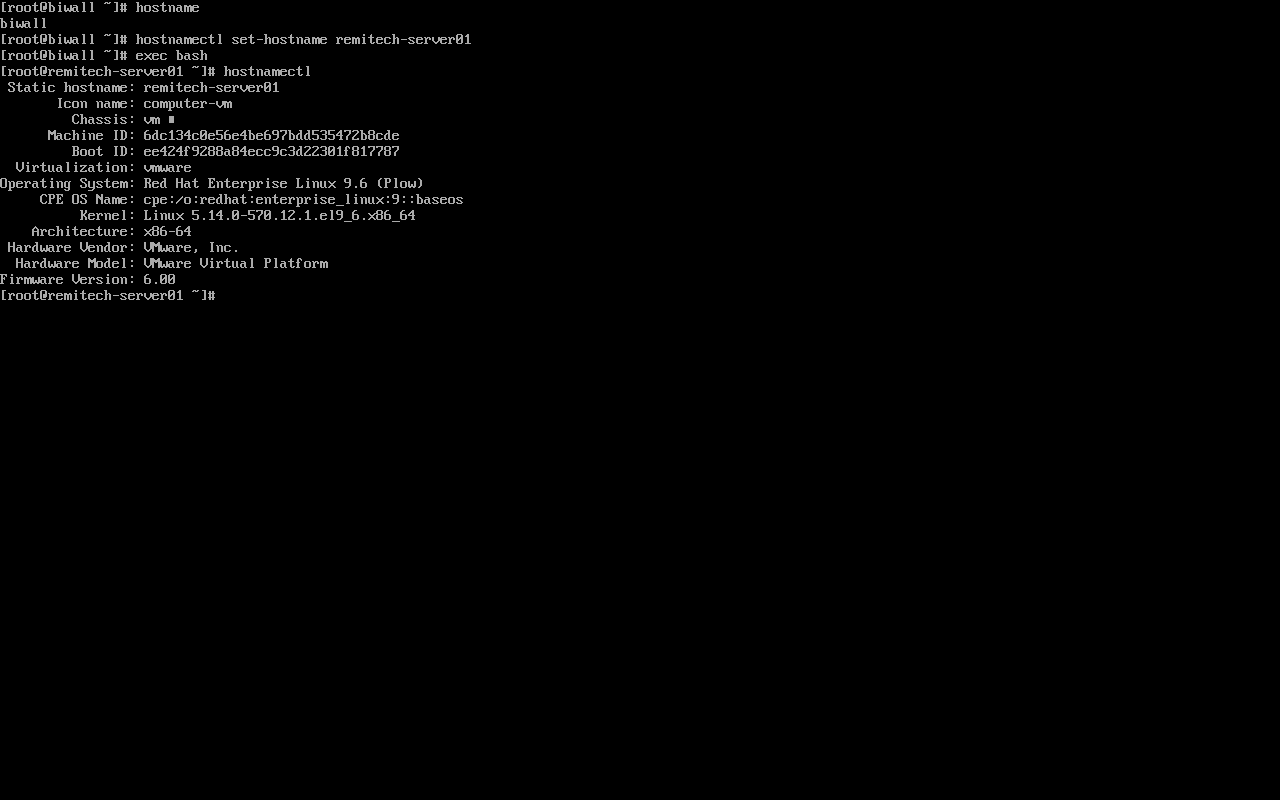 [root@biwall ~]# hostname
biwall
[root@biwall ~]# hostnamectl set-hostname remitech-server01
[root@biwall ~]# exec bash
[root@remitech-server01 ~]# hostnamectl
 Static hostname: remitech-server01
       Icon name: computer-vm
         Chassis: vm ■
      Machine ID: 6dc134c0e56e4be697bdd535472b8cde
         Boot ID: ee424f9288a84ecc9c3d22301f817787
  Virtualization: vmware
Operating System: Red Hat Enterprise Linux 9.6 (Plow)
     CPE OS Name: cpe:/o:redhat:enterprise_linux:9::baseos
          Kernel: Linux 5.14.0-570.12.1.el9_6.x86_64
    Architecture: x86-64
 Hardware Vendor: VMware, Inc.
  Hardware Model: VMware Virtual Platform
Firmware Version: 6.00
[root@remitech-server01 ~]#